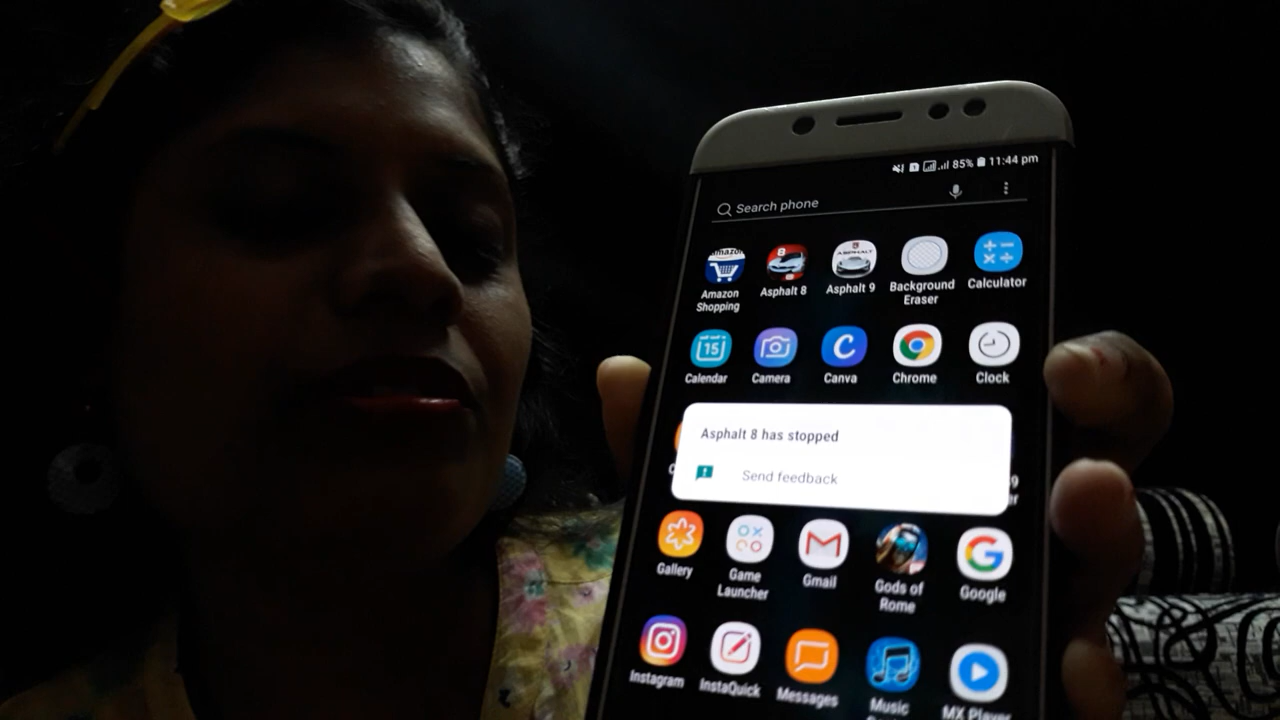 85% 11:44 pm
Search phone
amazon
8
ASPHALT
Amazon Shopping
Asphalt 8
Asphalt 9
Background Eraser
Calculator
15
Calendar
Camera
Canva
Chrome
Clock
Asphalt 8 has stopped
Send feedback
Gallery
Game Launcher
Gmail
Gods of Rome
Google
Instagram
InstaQuick
Messages
Music
MX Player